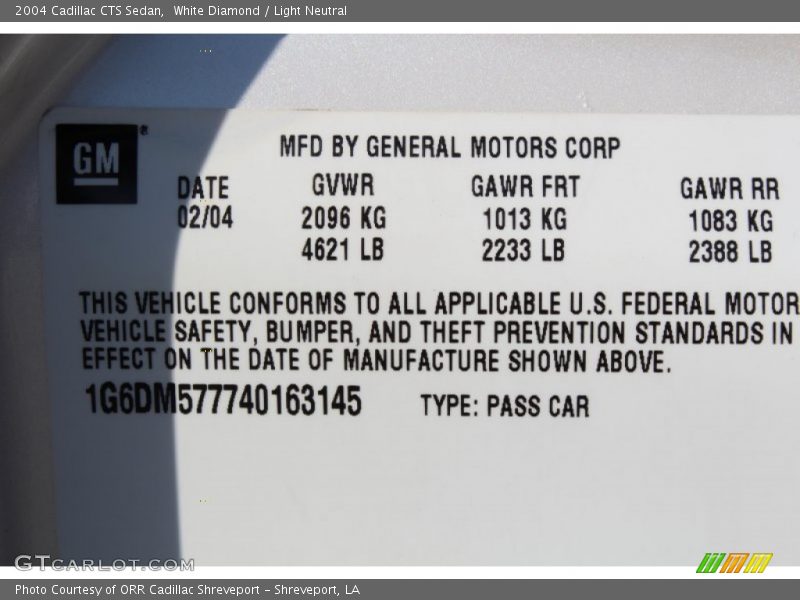 2004 Cadillac CTS Sedan, White Diamond / Light Neutral
GM®
MFD BY GENERAL MOTORS CORP
DATE GVWR GAWR FRT GAWR RR
02/04 2096 KG 1013 KG 1083 KG
4621 LB 2233 LB 2388 LB
THIS VEHICLE CONFORMS TO ALL APPLICABLE U.S. FEDERAL MOTOR
VEHICLE SAFETY, BUMPER, AND THEFT PREVENTION STANDARDS IN
EFFECT ON THE DATE OF MANUFACTURE SHOWN ABOVE.
1G6DM577740163145 TYPE: PASS CAR
GTCARLOT.COM
Photo Courtesy of ORR Cadillac Shreveport - Shreveport, LA